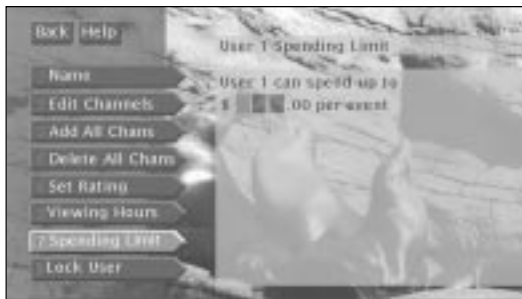 Back Help
User 1 Spending Limit
Name
User 1 can spend up to
Edit Channels
$ .00 per event
Add All Chans
Delete All Chans
Set Rating
Viewing Hours
7 Spending Limit
Lock User